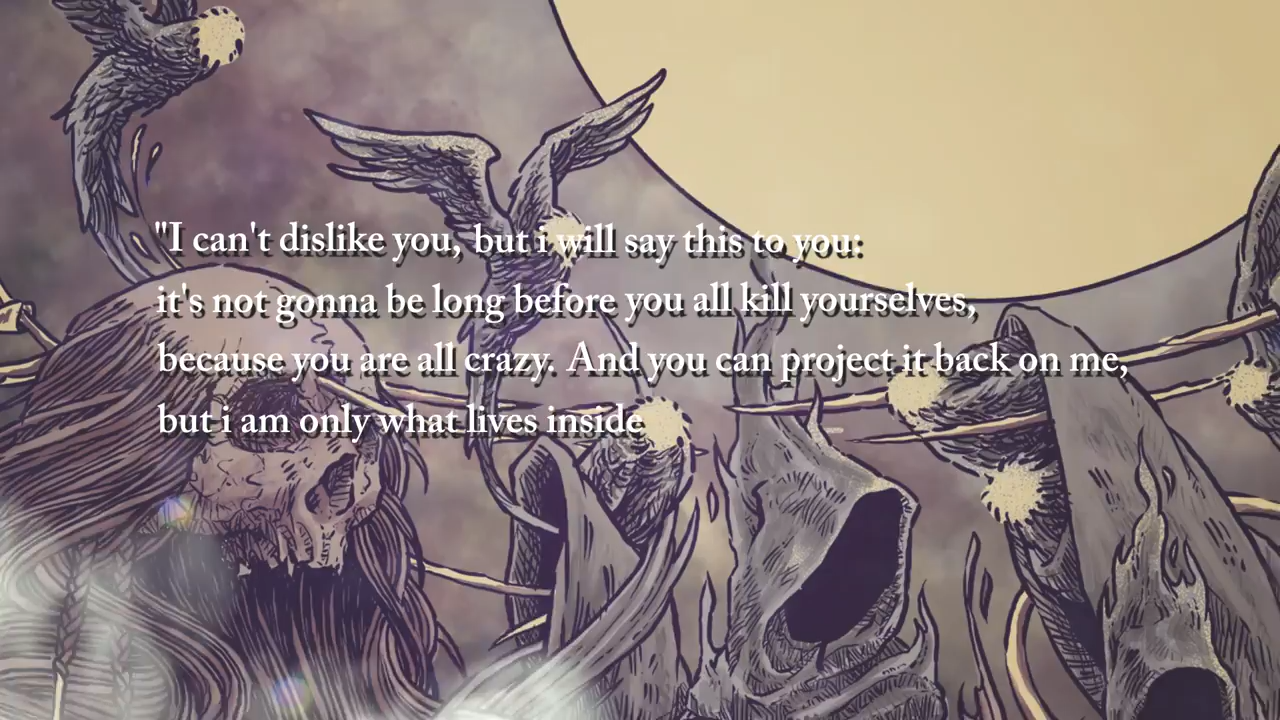 "I can't dislike you, but i will say this to you:
it's not gonna be long before you all kill yourselves,
because you are all crazy. And you can project it back on me,
but i am only what lives inside